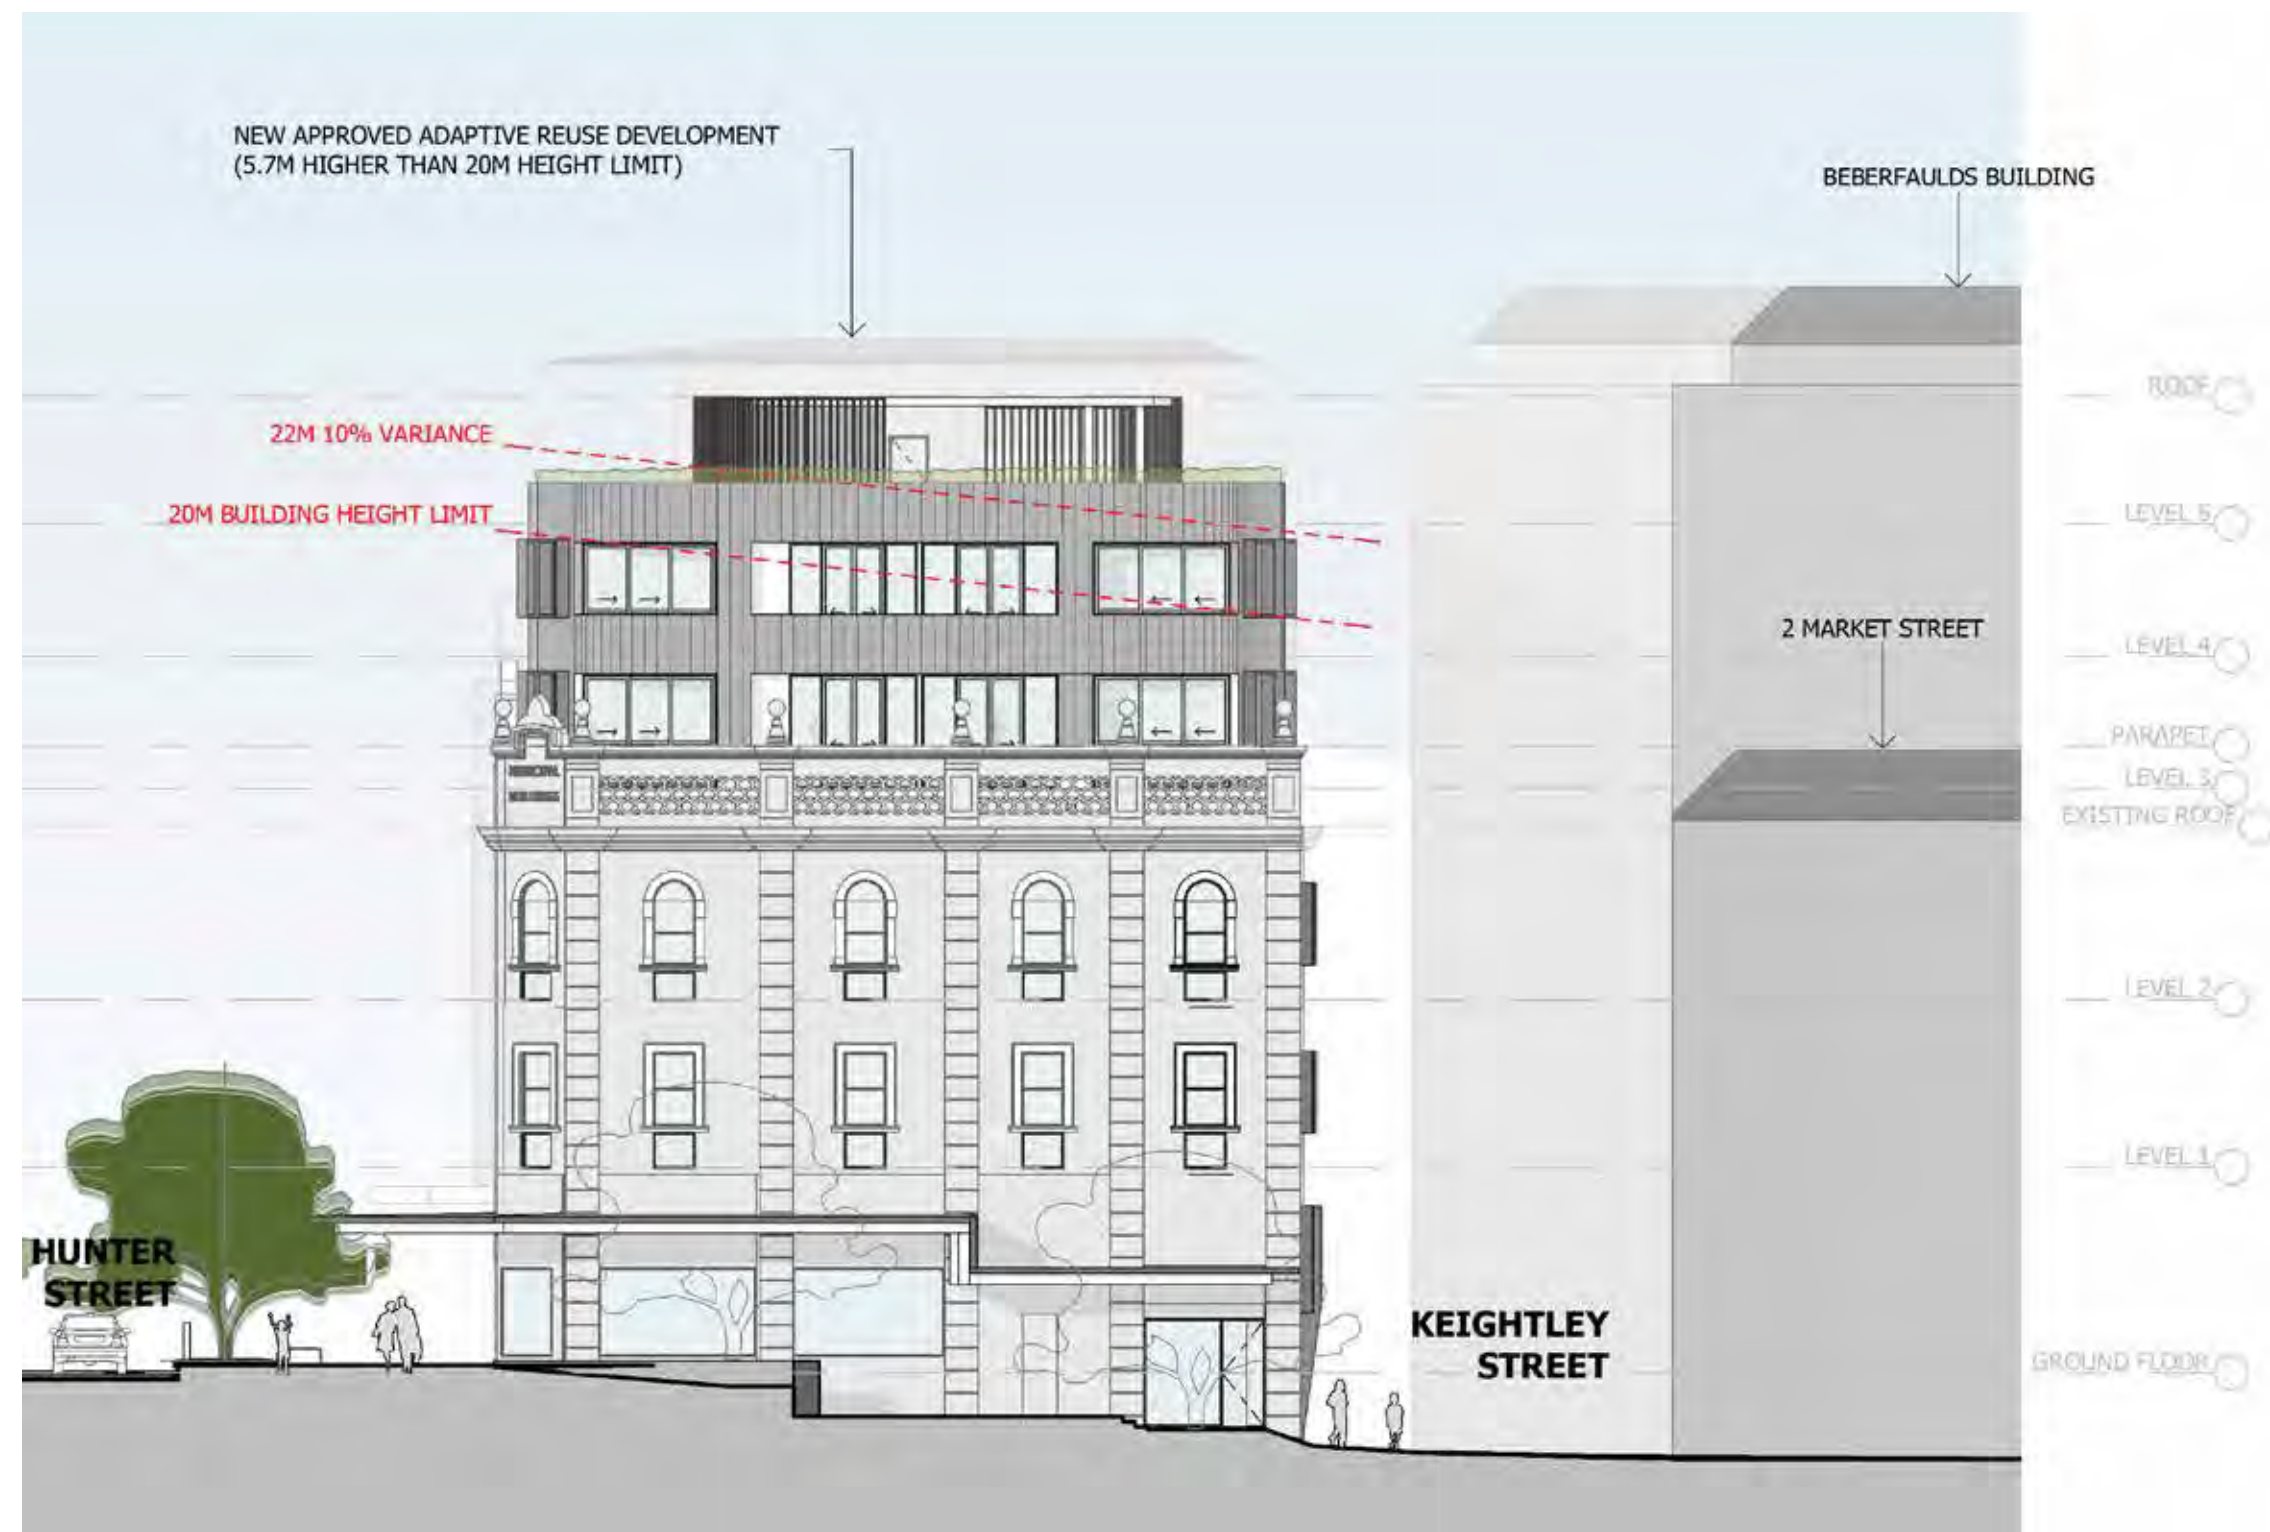 NEW APPROVED ADAPTIVE REUSE DEVELOPMENT
(5.7M HIGHER THAN 20M HEIGHT LIMIT)
BEBERFAULDS BUILDING
ROOF
22M 10% VARIANCE
20M BUILDING HEIGHT LIMIT
LEVEL 5
2 MARKET STREET
LEVEL 4
PARAPET
LEVEL 3
EXISTING ROOF
MUNICIPAL
BUILDINGS
LEVEL 2
LEVEL 1
HUNTER
STREET
KEIGHTLEY
STREET
GROUND FLOOR